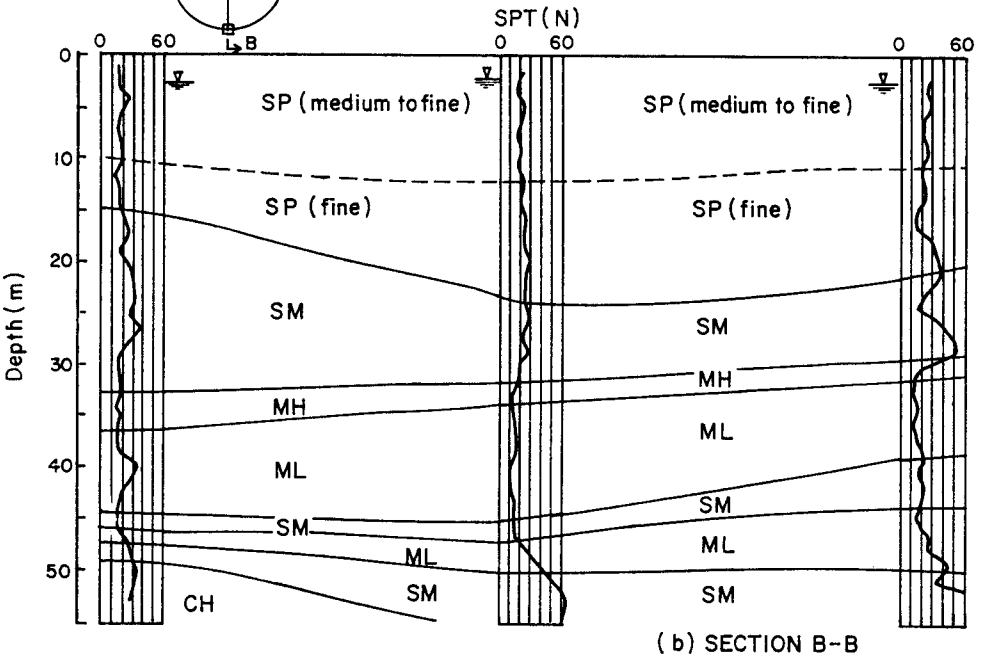 SPT (N)
B
0 60 0 60 0 60
0
SP (medium to fine) SP (medium to fine)
10
SP (fine) SP (fine)
20
SM SM
30
MH MH
ML ML
40
SM SM
ML ML
50
CH SM SM
Depth (m)
(b) SECTION B-B